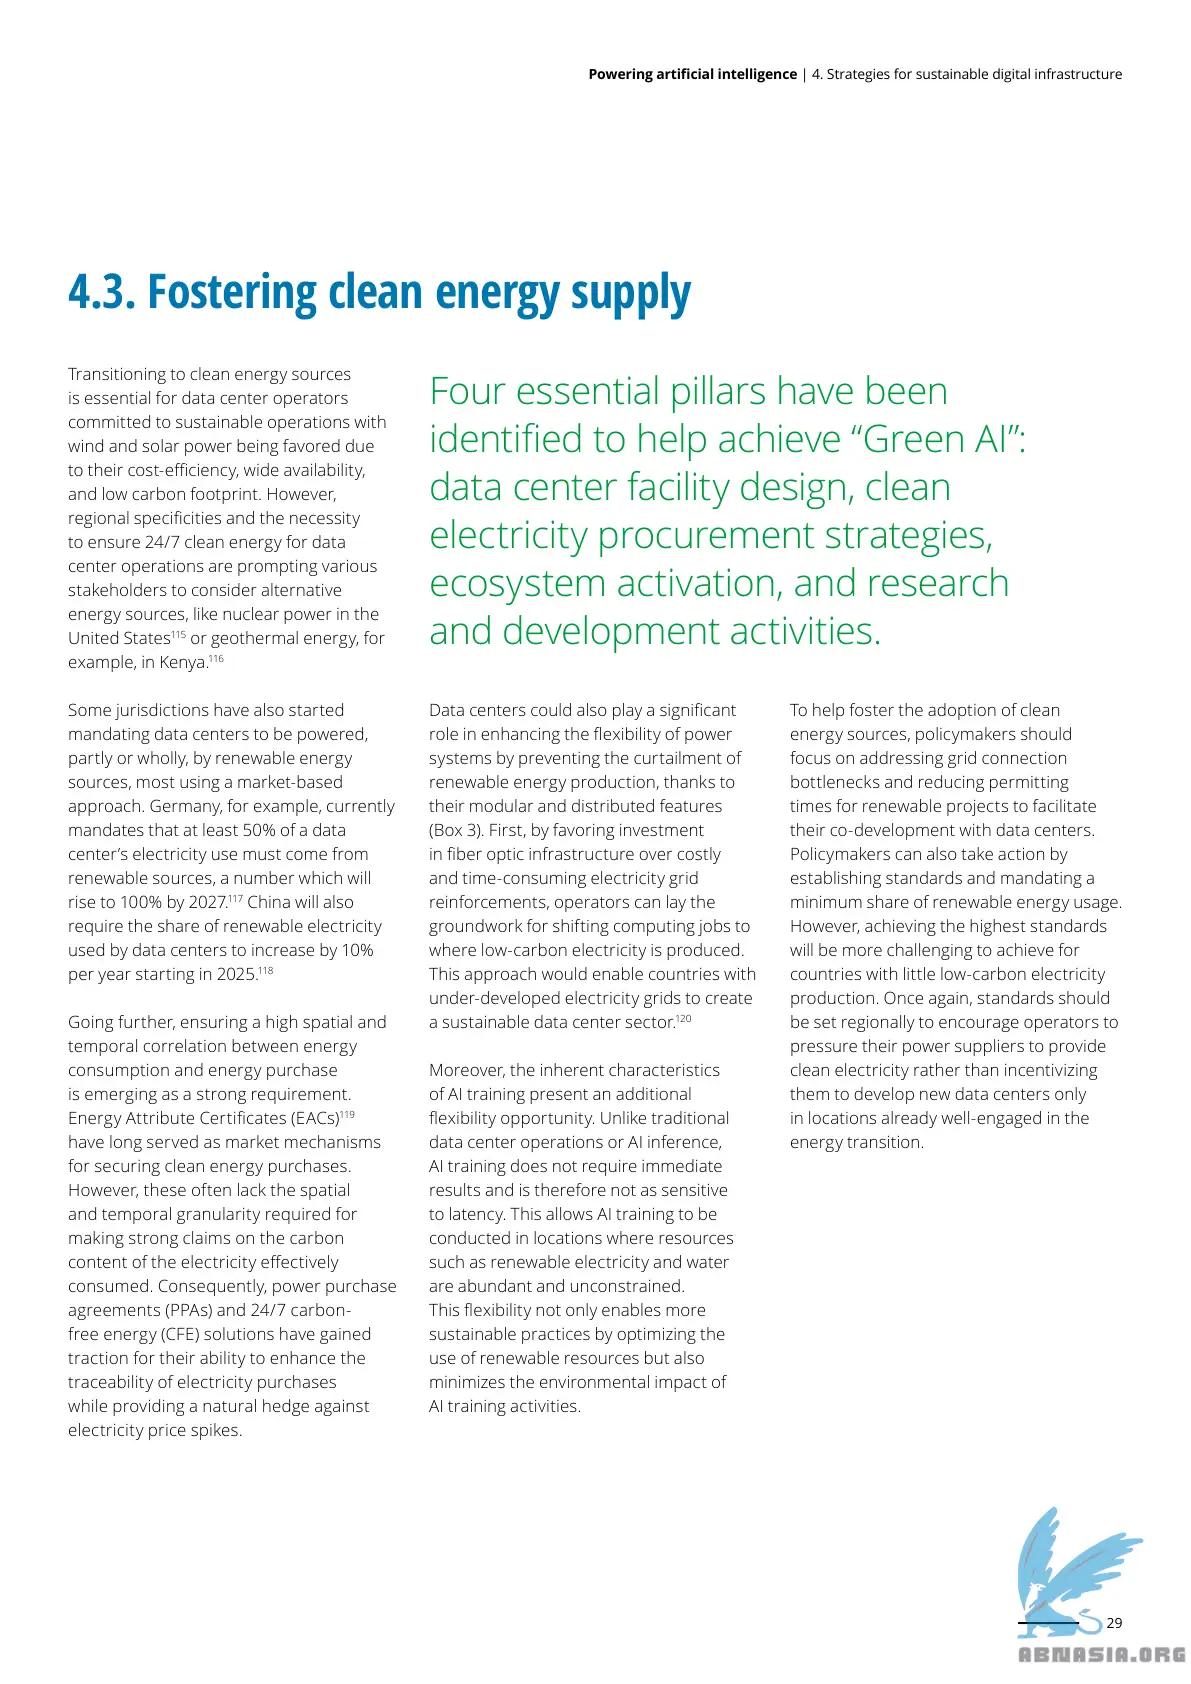 Powering artificial intelligence | 4. Strategies for sustainable digital infrastructure
4.3. Fostering clean energy supply
Transitioning to clean energy sources
is essential for data center operators
committed to sustainable operations with
wind and solar power being favored due
to their cost-efficiency, wide availability,
and low carbon footprint. However,
regional specificities and the necessity
to ensure 24/7 clean energy for data
center operations are prompting various
stakeholders to consider alternative
energy sources, like nuclear power in the
United States115 or geothermal energy, for
example, in Kenya.116
Some jurisdictions have also started
mandating data centers to be powered,
partly or wholly, by renewable energy
sources, most using a market-based
approach. Germany, for example, currently
mandates that at least 50% of a data
center’s electricity use must come from
renewable sources, a number which will
rise to 100% by 2027.117 China will also
require the share of renewable electricity
used by data centers to increase by 10%
per year starting in 2025.118
Going further, ensuring a high spatial and
temporal correlation between energy
consumption and energy purchase
is emerging as a strong requirement.
Energy Attribute Certificates (EACs)119
have long served as market mechanisms
for securing clean energy purchases.
However, these often lack the spatial
and temporal granularity required for
making strong claims on the carbon
content of the electricity effectively
consumed. Consequently, power purchase
agreements (PPAs) and 24/7 carbon-
free energy (CFE) solutions have gained
traction for their ability to enhance the
traceability of electricity purchases
while providing a natural hedge against
electricity price spikes.
Four essential pillars have been
identified to help achieve “Green AI”:
data center facility design, clean
electricity procurement strategies,
ecosystem activation, and research
and development activities.
Data centers could also play a significant
role in enhancing the flexibility of power
systems by preventing the curtailment of
renewable energy production, thanks to
their modular and distributed features
(Box 3). First, by favoring investment
in fiber optic infrastructure over costly
and time-consuming electricity grid
reinforcements, operators can lay the
groundwork for shifting computing jobs to
where low-carbon electricity is produced.
This approach would enable countries with
under-developed electricity grids to create
a sustainable data center sector.120
Moreover, the inherent characteristics
of AI training present an additional
flexibility opportunity. Unlike traditional
data center operations or AI inference,
AI training does not require immediate
results and is therefore not as sensitive
to latency. This allows AI training to be
conducted in locations where resources
such as renewable electricity and water
are abundant and unconstrained.
This flexibility not only enables more
sustainable practices by optimizing the
use of renewable resources but also
minimizes the environmental impact of
AI training activities.
To help foster the adoption of clean
energy sources, policymakers should
focus on addressing grid connection
bottlenecks and reducing permitting
times for renewable projects to facilitate
their co-development with data centers.
Policymakers can also take action by
establishing standards and mandating a
minimum share of renewable energy usage.
However, achieving the highest standards
will be more challenging to achieve for
countries with little low-carbon electricity
production. Once again, standards should
be set regionally to encourage operators to
pressure their power suppliers to provide
clean electricity rather than incentivizing
them to develop new data centers only
in locations already well-engaged in the
energy transition.
29
ABNASIA.ORG